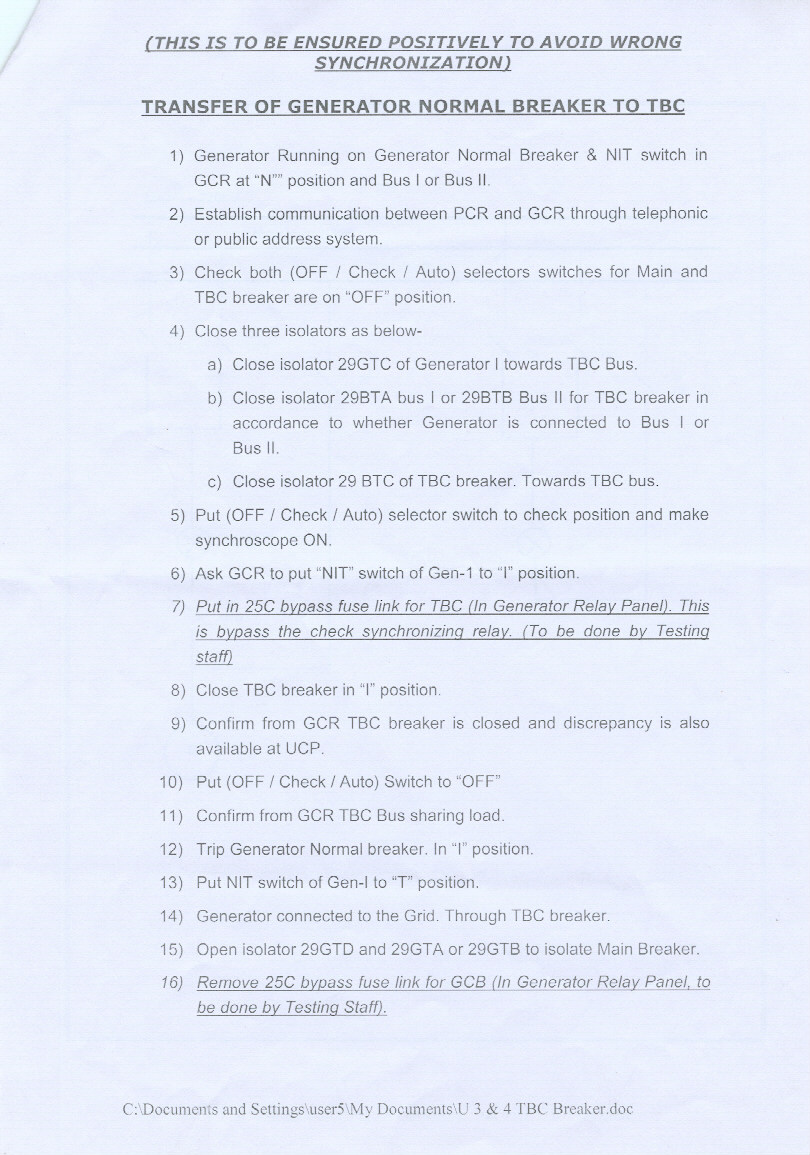 (THIS IS TO BE ENSURED POSITIVELY TO AVOID WRONG
SYNCHRONIZATION)
TRANSFER OF GENERATOR NORMAL BREAKER TO TBC
1) Generator Running on Generator Normal Breaker & NIT switch in
GCR at “N”” position and Bus I or Bus II.
2) Establish communication between PCR and GCR through telephonic
or public address system.
3) Check both (OFF / Check / Auto) selectors switches for Main and
TBC breaker are on “OFF” position.
4) Close three isolators as below-
a) Close isolator 29GTC of Generator I towards TBC Bus.
b) Close isolator 29BTA bus I or 29BTB Bus II for TBC breaker in
accordance to whether Generator is connected to Bus I or
Bus II.
c) Close isolator 29 BTC of TBC breaker. Towards TBC bus.
5) Put (OFF / Check / Auto) selector switch to check position and make
synchroscope ON.
6) Ask GCR to put “NIT” switch of Gen-1 to “I” position.
7) Put in 25C bypass fuse link for TBC (In Generator Relay Panel). This
is bypass the check synchronizing relay. (To be done by Testing
staff)
8) Close TBC breaker in “I” position.
9) Confirm from GCR TBC breaker is closed and discrepancy is also
available at UCP.
10) Put (OFF / Check / Auto) Switch to “OFF”
11) Confirm from GCR TBC Bus sharing load.
12) Trip Generator Normal breaker. In “I” position.
13) Put NIT switch of Gen-I to “T” position.
14) Generator connected to the Grid. Through TBC breaker.
15) Open isolator 29GTD and 29GTA or 29GTB to isolate Main Breaker.
16) Remove 25C bypass fuse link for GCB (In Generator Relay Panel, to
be done by Testing Staff).
C:\Documents and Settings\user5\My Documents\U 3 & 4 TBC Breaker.doc